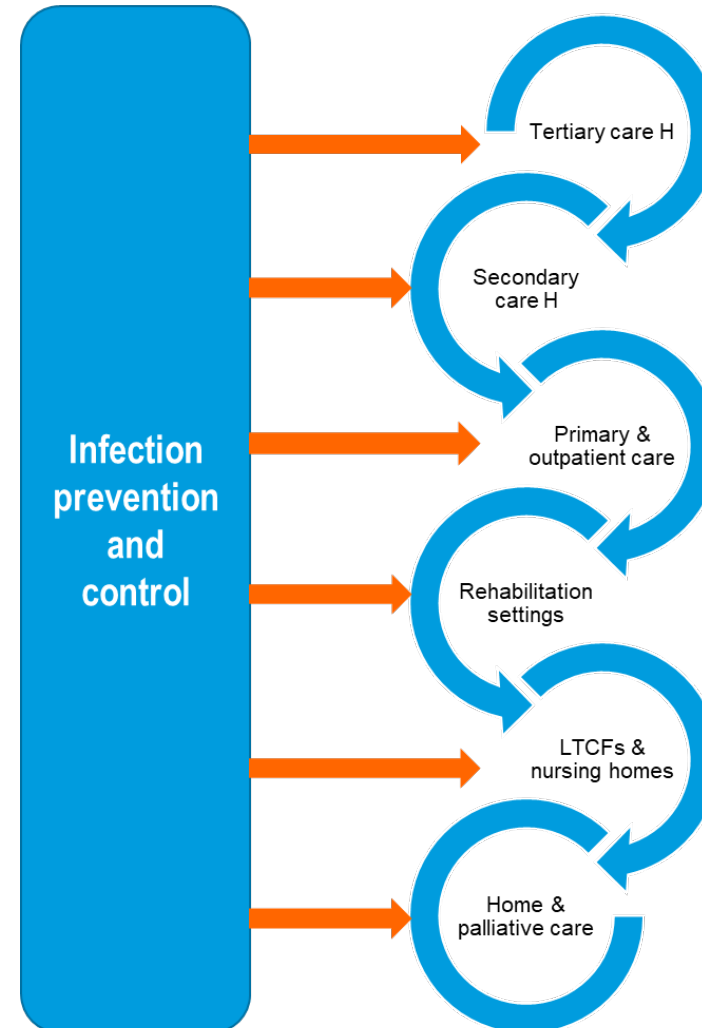 Infection
prevention
and
control
Tertiary care H
Secondary
care H
Primary &
outpatient care
Rehabilitation
settings
LTCFs &
nursing homes
Home &
palliative care